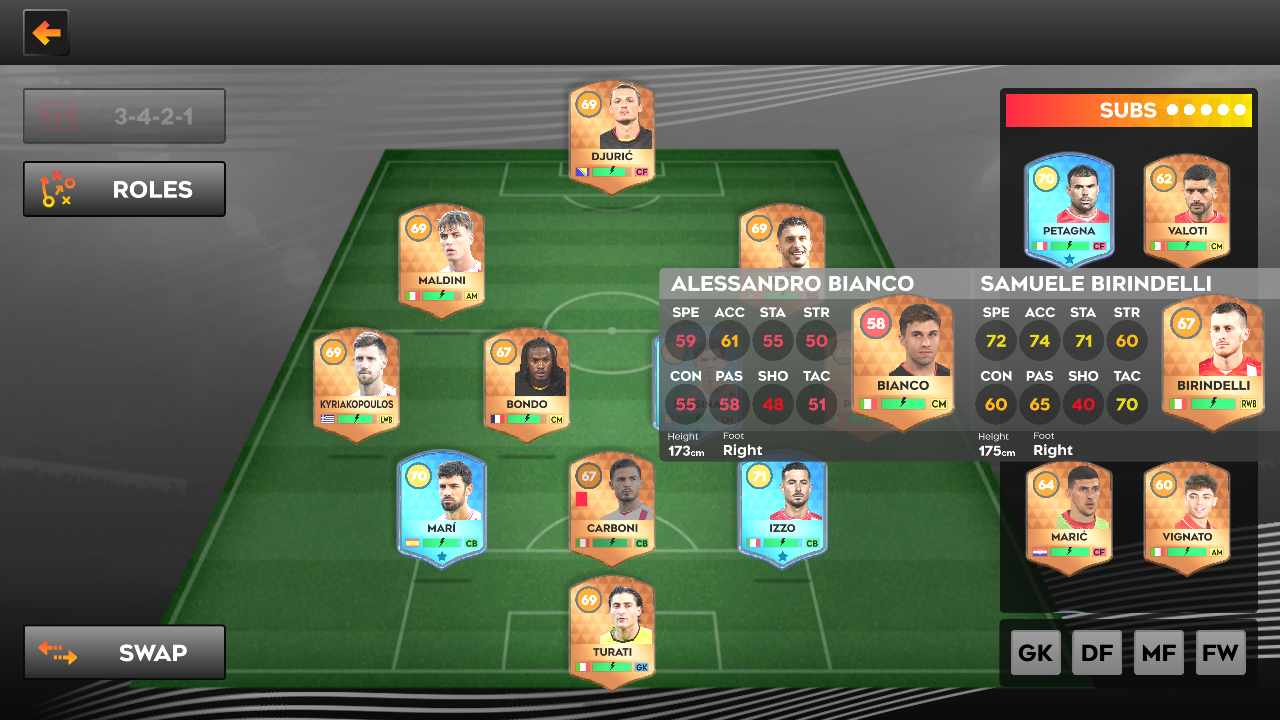 69
DJURIĆ
CF
3-4-2-1
ROLES
SUBS
69
MALDINI
AM
69
70
PETAGNA
CF
62
VALOTI
CM
ALESSANDRO BIANCO
SPE ACC STA STR
59 61 55 50
CON PAS SHO TAC
55 58 48 51
Height Foot
173cm Right
58
BIANCO
CM
SAMUELE BIRINDELLI
SPE ACC STA STR
72 74 71 60
CON PAS SHO TAC
60 65 40 70
Height Foot
175cm Right
67
BIRINDELLI
RWB
69
KYRIAKOPOULOS
LWB
67
BONDO
CM
70
MARÍ
CB
67
CARBONI
CB
71
IZZO
CB
64
MARIĆ
CF
60
VIGNATO
AM
69
TURATI
GK
SWAP
GK DF MF FW